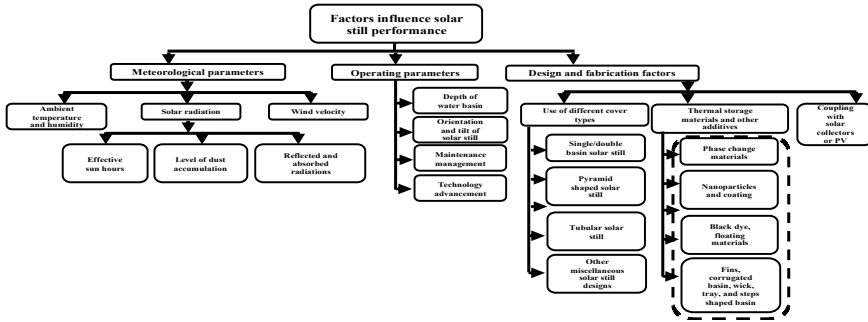 Factors influence solar
still performance
Meteorological parameters
Operating parameters
Design and fabrication factors
Ambient
temperature
and humidity
Solar radiation
Wind velocity
Effective
sun hours
Level of dust
accumulation
Reflected and
absorbed
radiations
Depth of
water basin
Orientation
and tilt of
solar still
Maintenance
management
Technology
advancement
Use of different cover
types
Single/double
basin solar still
Pyramid
shaped solar
still
Tubular solar
still
Other
miscellaneous
solar still
designs
Thermal storage
materials and other
additives
Phase change
materials
Nanoparticles
and coating
Black dye,
floating
materials
Fins,
corrugated
basin, wick,
tray, and steps
shaped basin
Coupling
with
solar
collectors
or PV